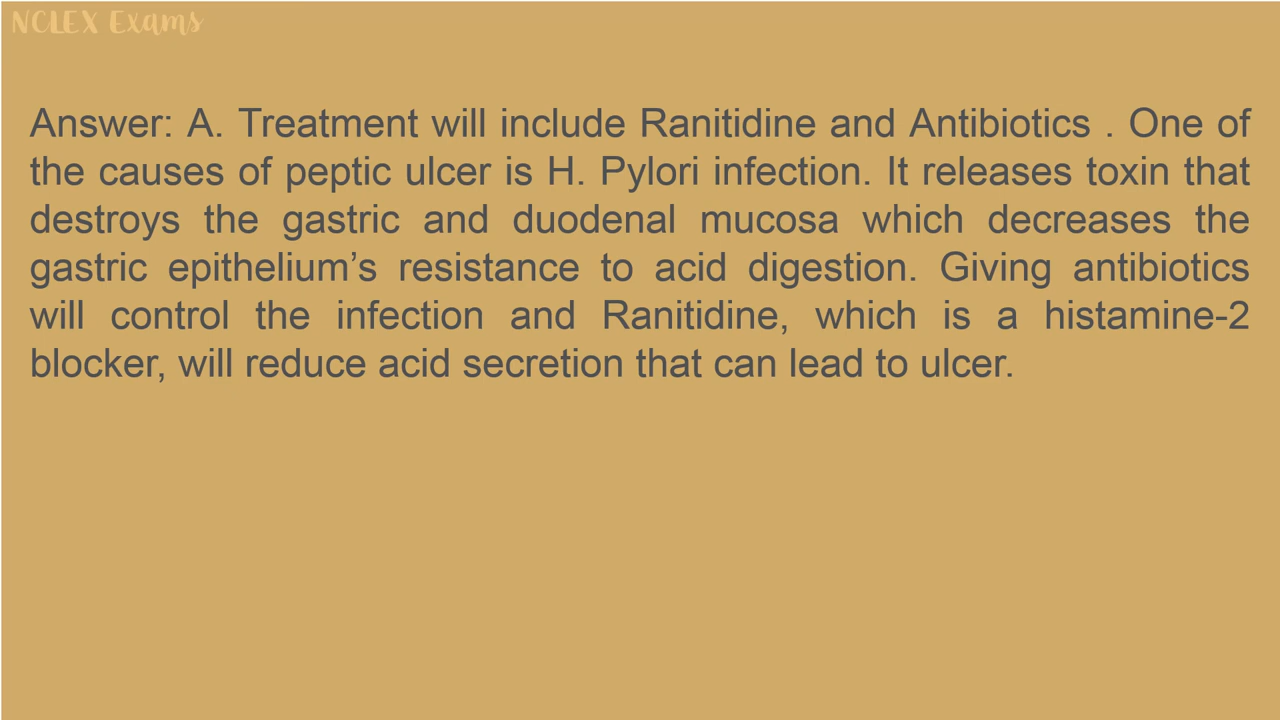 NCLEX Exams
Answer: A. Treatment will include Ranitidine and Antibiotics . One of
the causes of peptic ulcer is H. Pylori infection. It releases toxin that
destroys the gastric and duodenal mucosa which decreases the
gastric epithelium’s resistance to acid digestion. Giving antibiotics
will control the infection and Ranitidine, which is a histamine-2
blocker, will reduce acid secretion that can lead to ulcer.